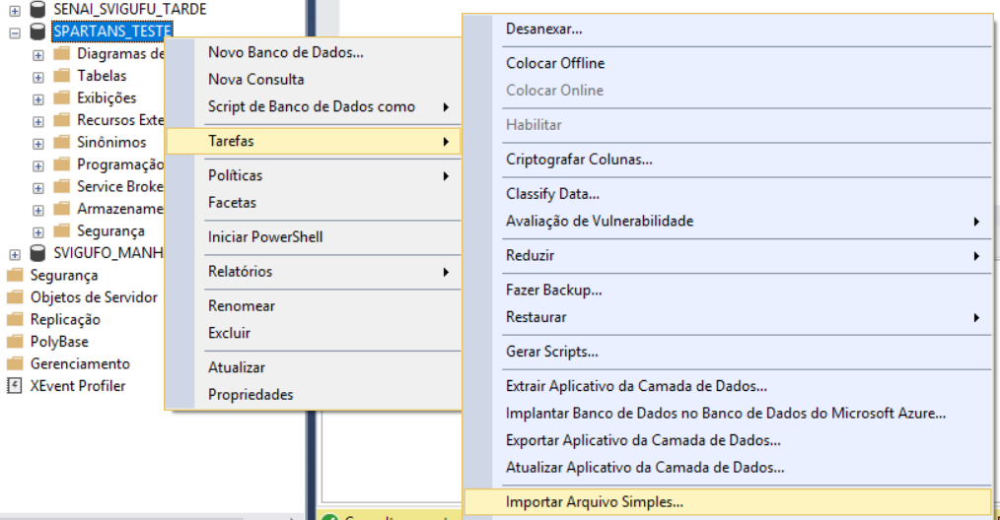 SENAI_SVIGUFU_TARDE
SPARTANS_TESTE
Diagramas de
Tabelas
Exibições
Recursos Exte
Sinônimos
Programação
Service Broke
Armazename
Segurança
SVIGUFO_MANH
Segurança
Objetos de Servidor
Replicação
PolyBase
Gerenciamento
XEvent Profiler
Novo Banco de Dados...
Nova Consulta
Script de Banco de Dados como
Tarefas
Políticas
Facetas
Iniciar PowerShell
Relatórios
Renomear
Excluir
Atualizar
Propriedades
Desanexar...
Colocar Offline
Colocar Online
Habilitar
Criptografar Colunas...
Classify Data...
Avaliação de Vulnerabilidade
Reduzir
Fazer Backup...
Restaurar
Gerar Scripts...
Extrair Aplicativo da Camada de Dados...
Implantar Banco de Dados no Banco de Dados do Microsoft Azure...
Exportar Aplicativo da Camada de Dados...
Atualizar Aplicativo da Camada de Dados...
Importar Arquivo Simples...